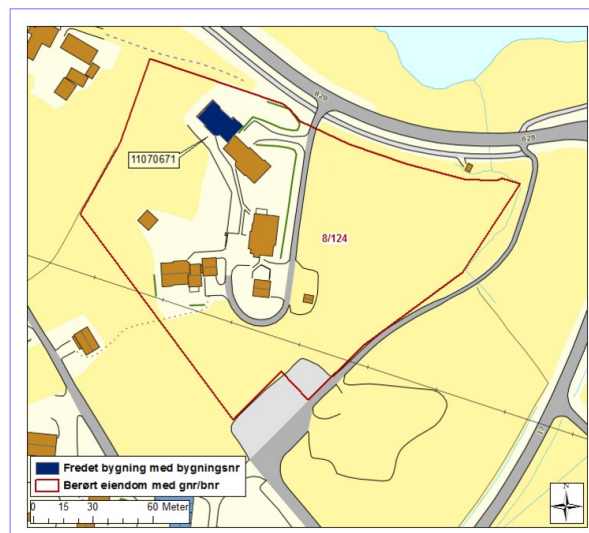 828
828
11070671
8/124
17
Fredet bygning med bygningsnr
Berørt eiendom med gnr/bnr
0 15 30 60 Meter
N